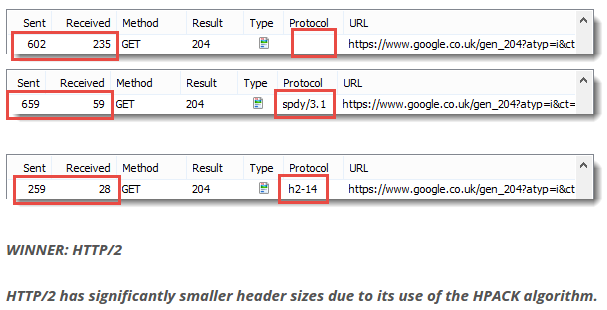 Sent Received Method Result Type Protocol URL
602 235 GET 204 https://www.google.co.uk/gen_204?atyp=i&ct
Sent Received Method Result Type Protocol URL
659 59 GET 204 spdy/3.1 https://www.google.co.uk/gen_204?atyp=i&ct=
Sent Received Method Result Type Protocol URL
259 28 GET 204 h2-14 https://www.google.co.uk/gen_204?atyp=i&ct
WINNER: HTTP/2
HTTP/2 has significantly smaller header sizes due to its use of the HPACK algorithm.